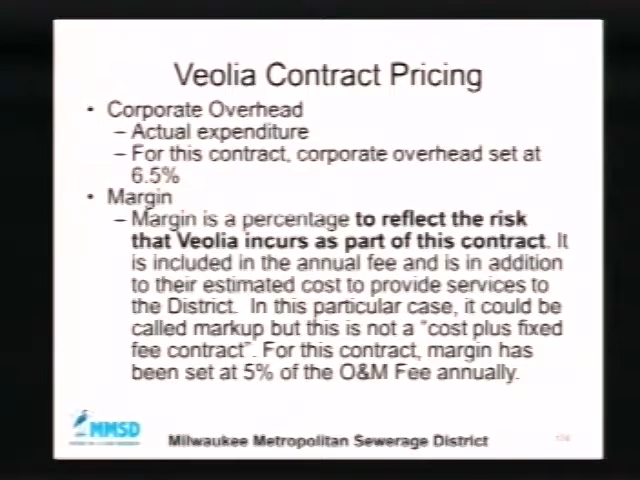 Veolia Contract Pricing
• Corporate Overhead
– Actual expenditure
– For this contract, corporate overhead set at
6.5%
• Margin
– Margin is a percentage to reflect the risk
that Veolia incurs as part of this contract. It
is included in the annual fee and is in addition
to their estimated cost to provide services to
the District.  In this particular case, it could be
called markup but this is not a “cost plus fixed
fee contract”. For this contract, margin has
been set at 5% of the O&M Fee annually.
MMSD
Milwaukee Metropolitan Sewerage District